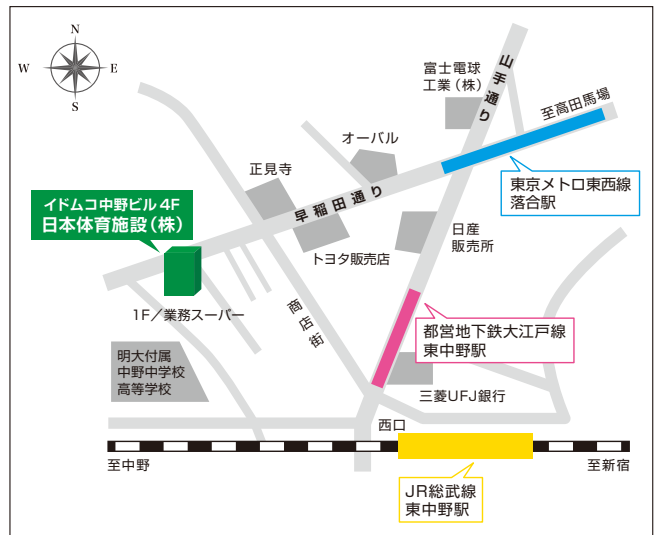 N
W
E
S
富士電球
工業(株)
山手通り
至高田馬場
オーバル
正見寺
東京メトロ東西線
落合駅
イドムコ中野ビル4F
日本体育施設(株)
早稲田通り
日産
販売所
トヨタ販売店
1F/業務スーパー
商店街
都営地下鉄大江戸線
東中野駅
明大付属
中野中学校
高等学校
三菱UFJ銀行
西口
至中野
至新宿
JR総武線
東中野駅